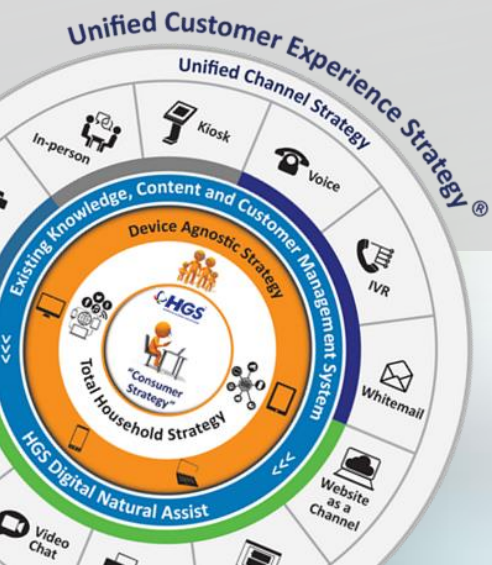 Unified Customer Experience Strategy®
Unified Channel Strategy
In-person
Kiosk
Voice
IVR
Whitemail
Website
as a
Channel
Video
Chat
Existing Knowledge, Content and Customer Management System
Device Agnostic Strategy
HGS
"Consumer
Strategy"
Total Household Strategy
HGS Digital Natural Assist